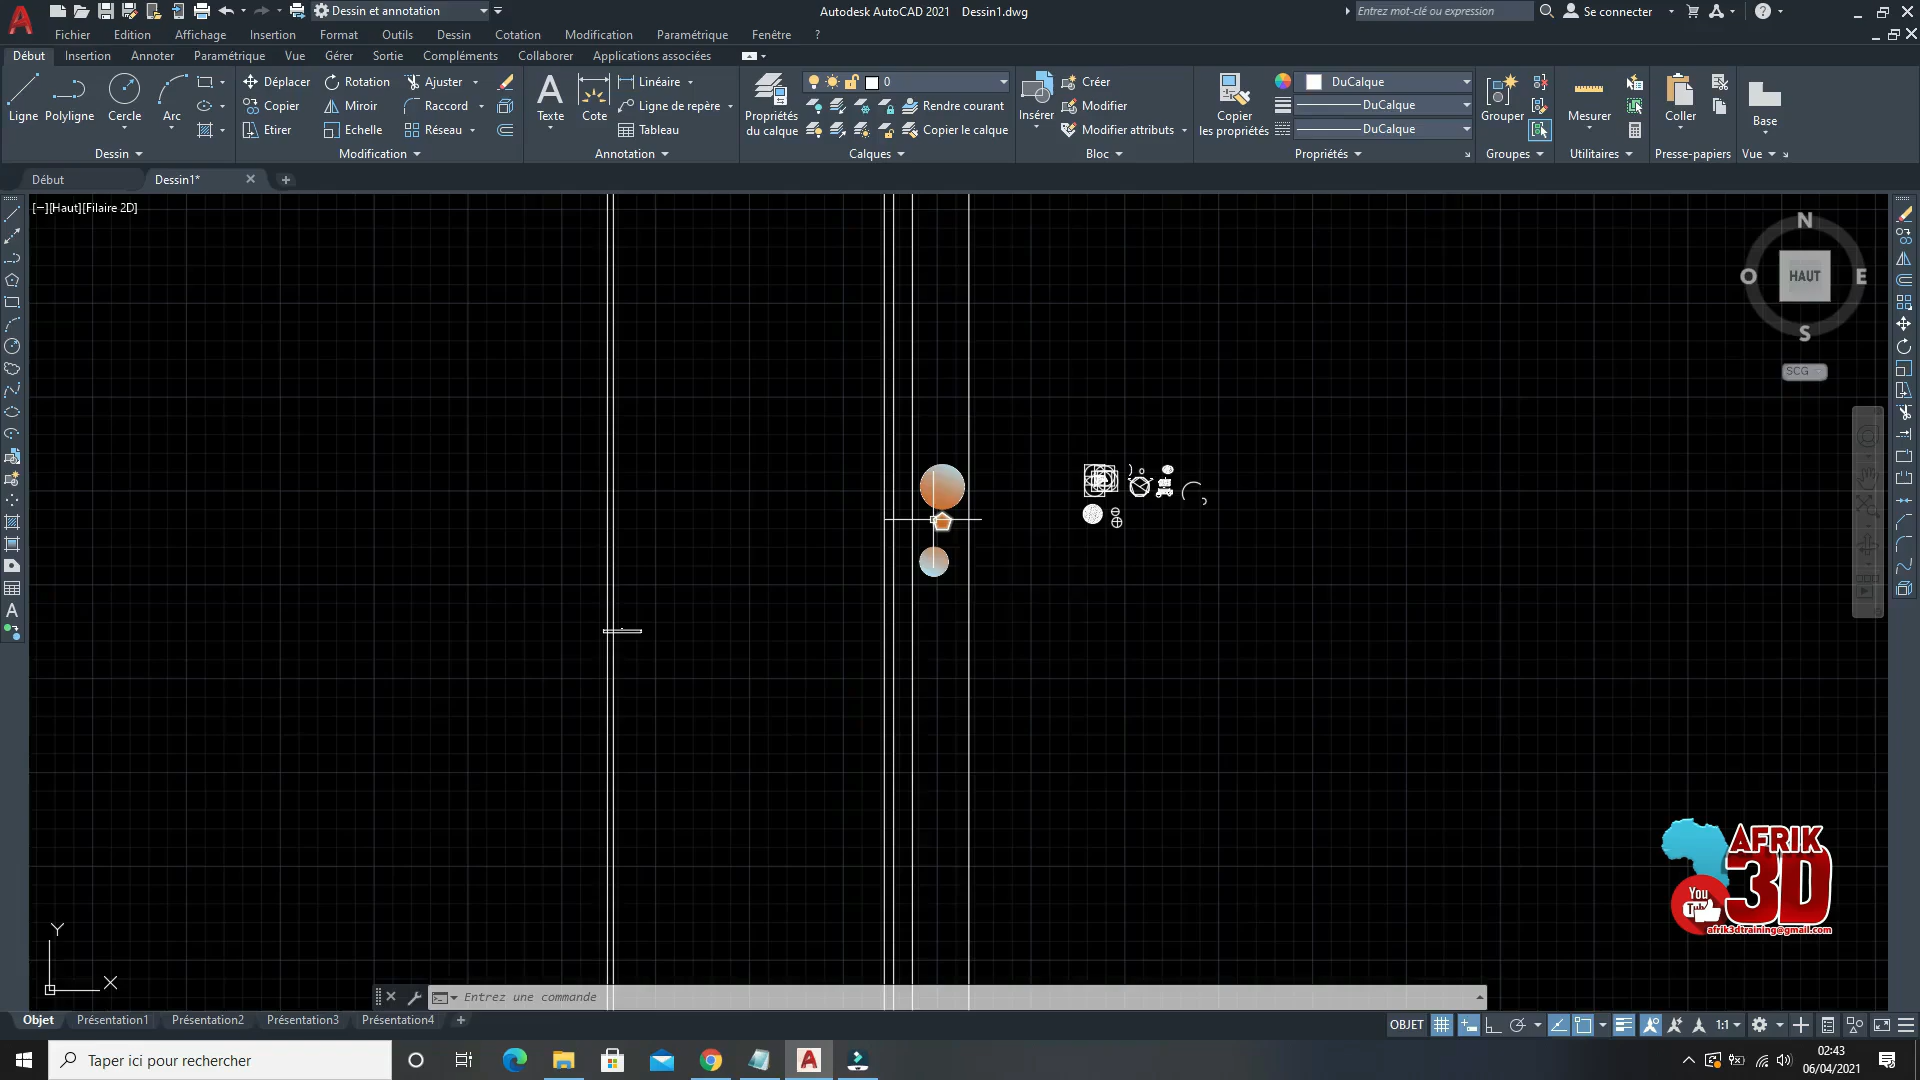 Dessin et annotation
Autodesk AutoCAD 2021 Dessin1.dwg
Entrez mot-clé ou expression
Se connecter
Fichier Edition Affichage Insertion Format Outils Dessin Cotation Modification Paramétrique Fenêtre ?
Début Insertion Annoter Paramétrique Vue Gérer Sortie Compléments Collaborer Applications associées
Ligne Polyligne Cercle Arc
Déplacer Rotation Ajuster
Copier Miroir Raccord
Etirer Echelle Réseau
Texte Cote
Linéaire
Ligne de repère
Tableau
Propriétés
du calque
0
Rendre courant
Copier le calque
Insérer
Créer
Modifier
Modifier attributs
Copier
les propriétés
DuCalque
DuCalque
DuCalque
Grouper
Mesurer
Coller
Base
Dessin Modification Annotation Calques Bloc Propriétés Groupes Utilitaires Presse-papiers Vue
Début Dessin1*
[−][Haut][Filaire 2D]
N
O HAUT E
S
SCG
AFRIK
3D
You
Tube
afrik3dtraining@gmail.com
Y
X
Entrez une commande
Objet Présentation1 Présentation2 Présentation3 Présentation4 +
OBJET 1:1
Taper ici pour rechercher
02:43
06/04/2021